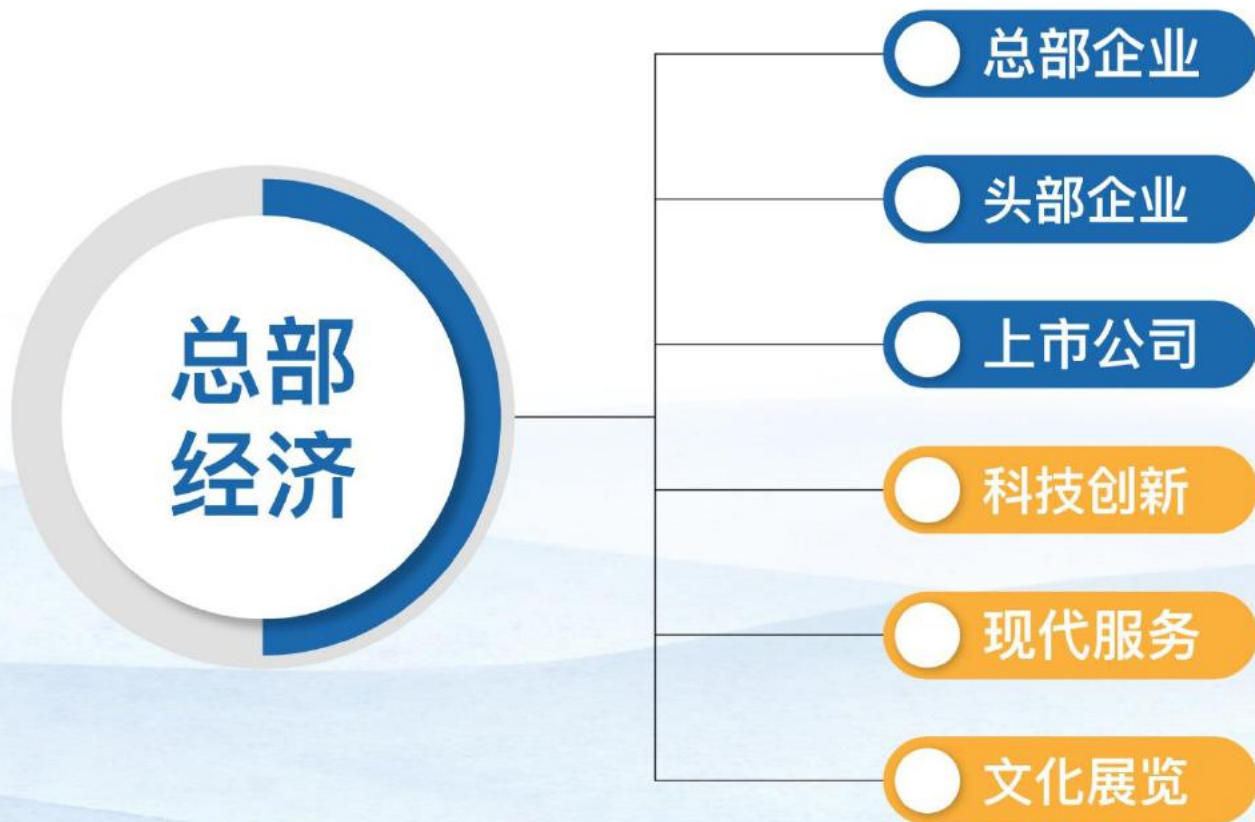 总部企业
头部企业
上市公司
总部
经济
科技创新
现代服务
文化展览